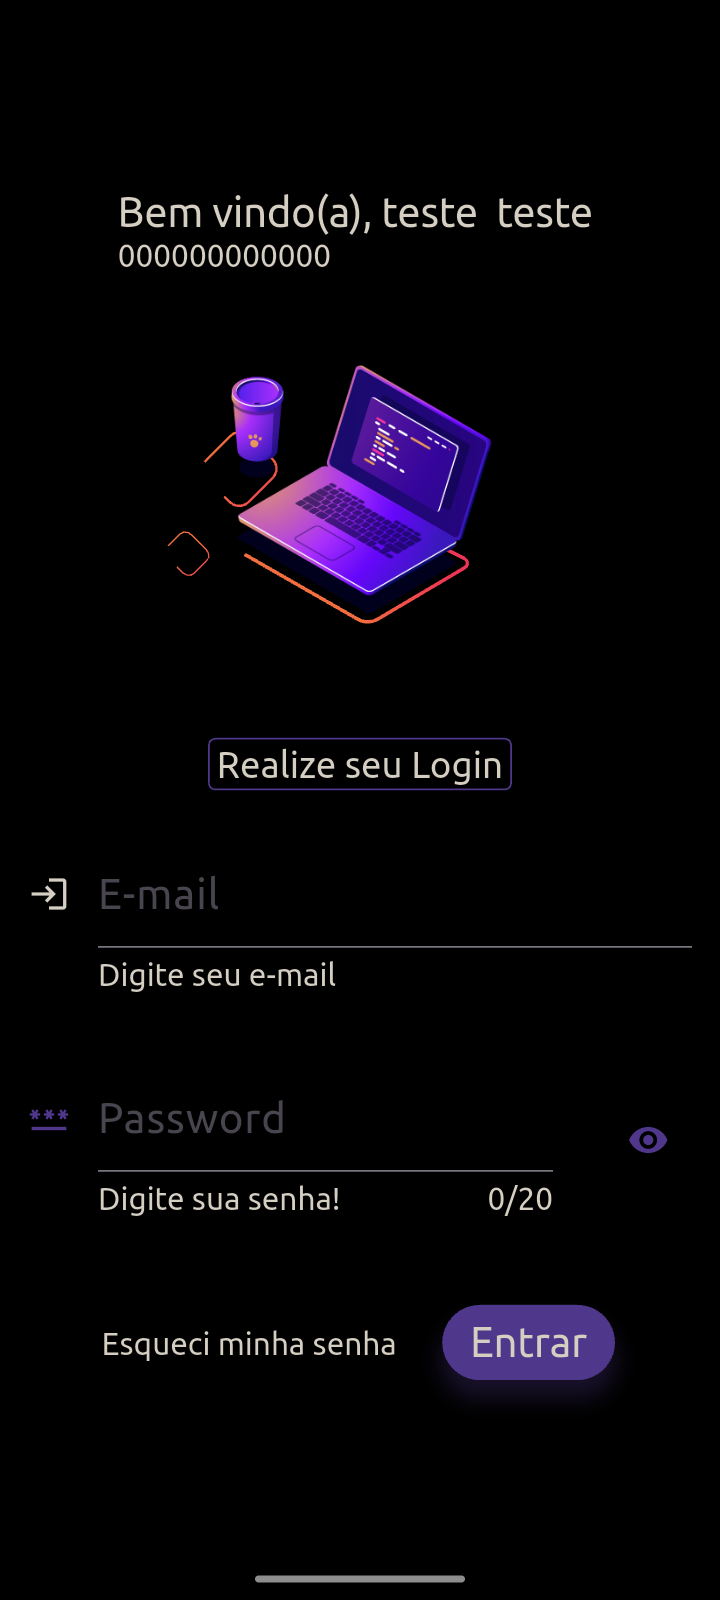 Bem vindo(a), teste  teste
000000000000
Realize seu Login
E-mail
Digite seu e-mail
***
Password
Digite sua senha!
0/20
Esqueci minha senha
Entrar